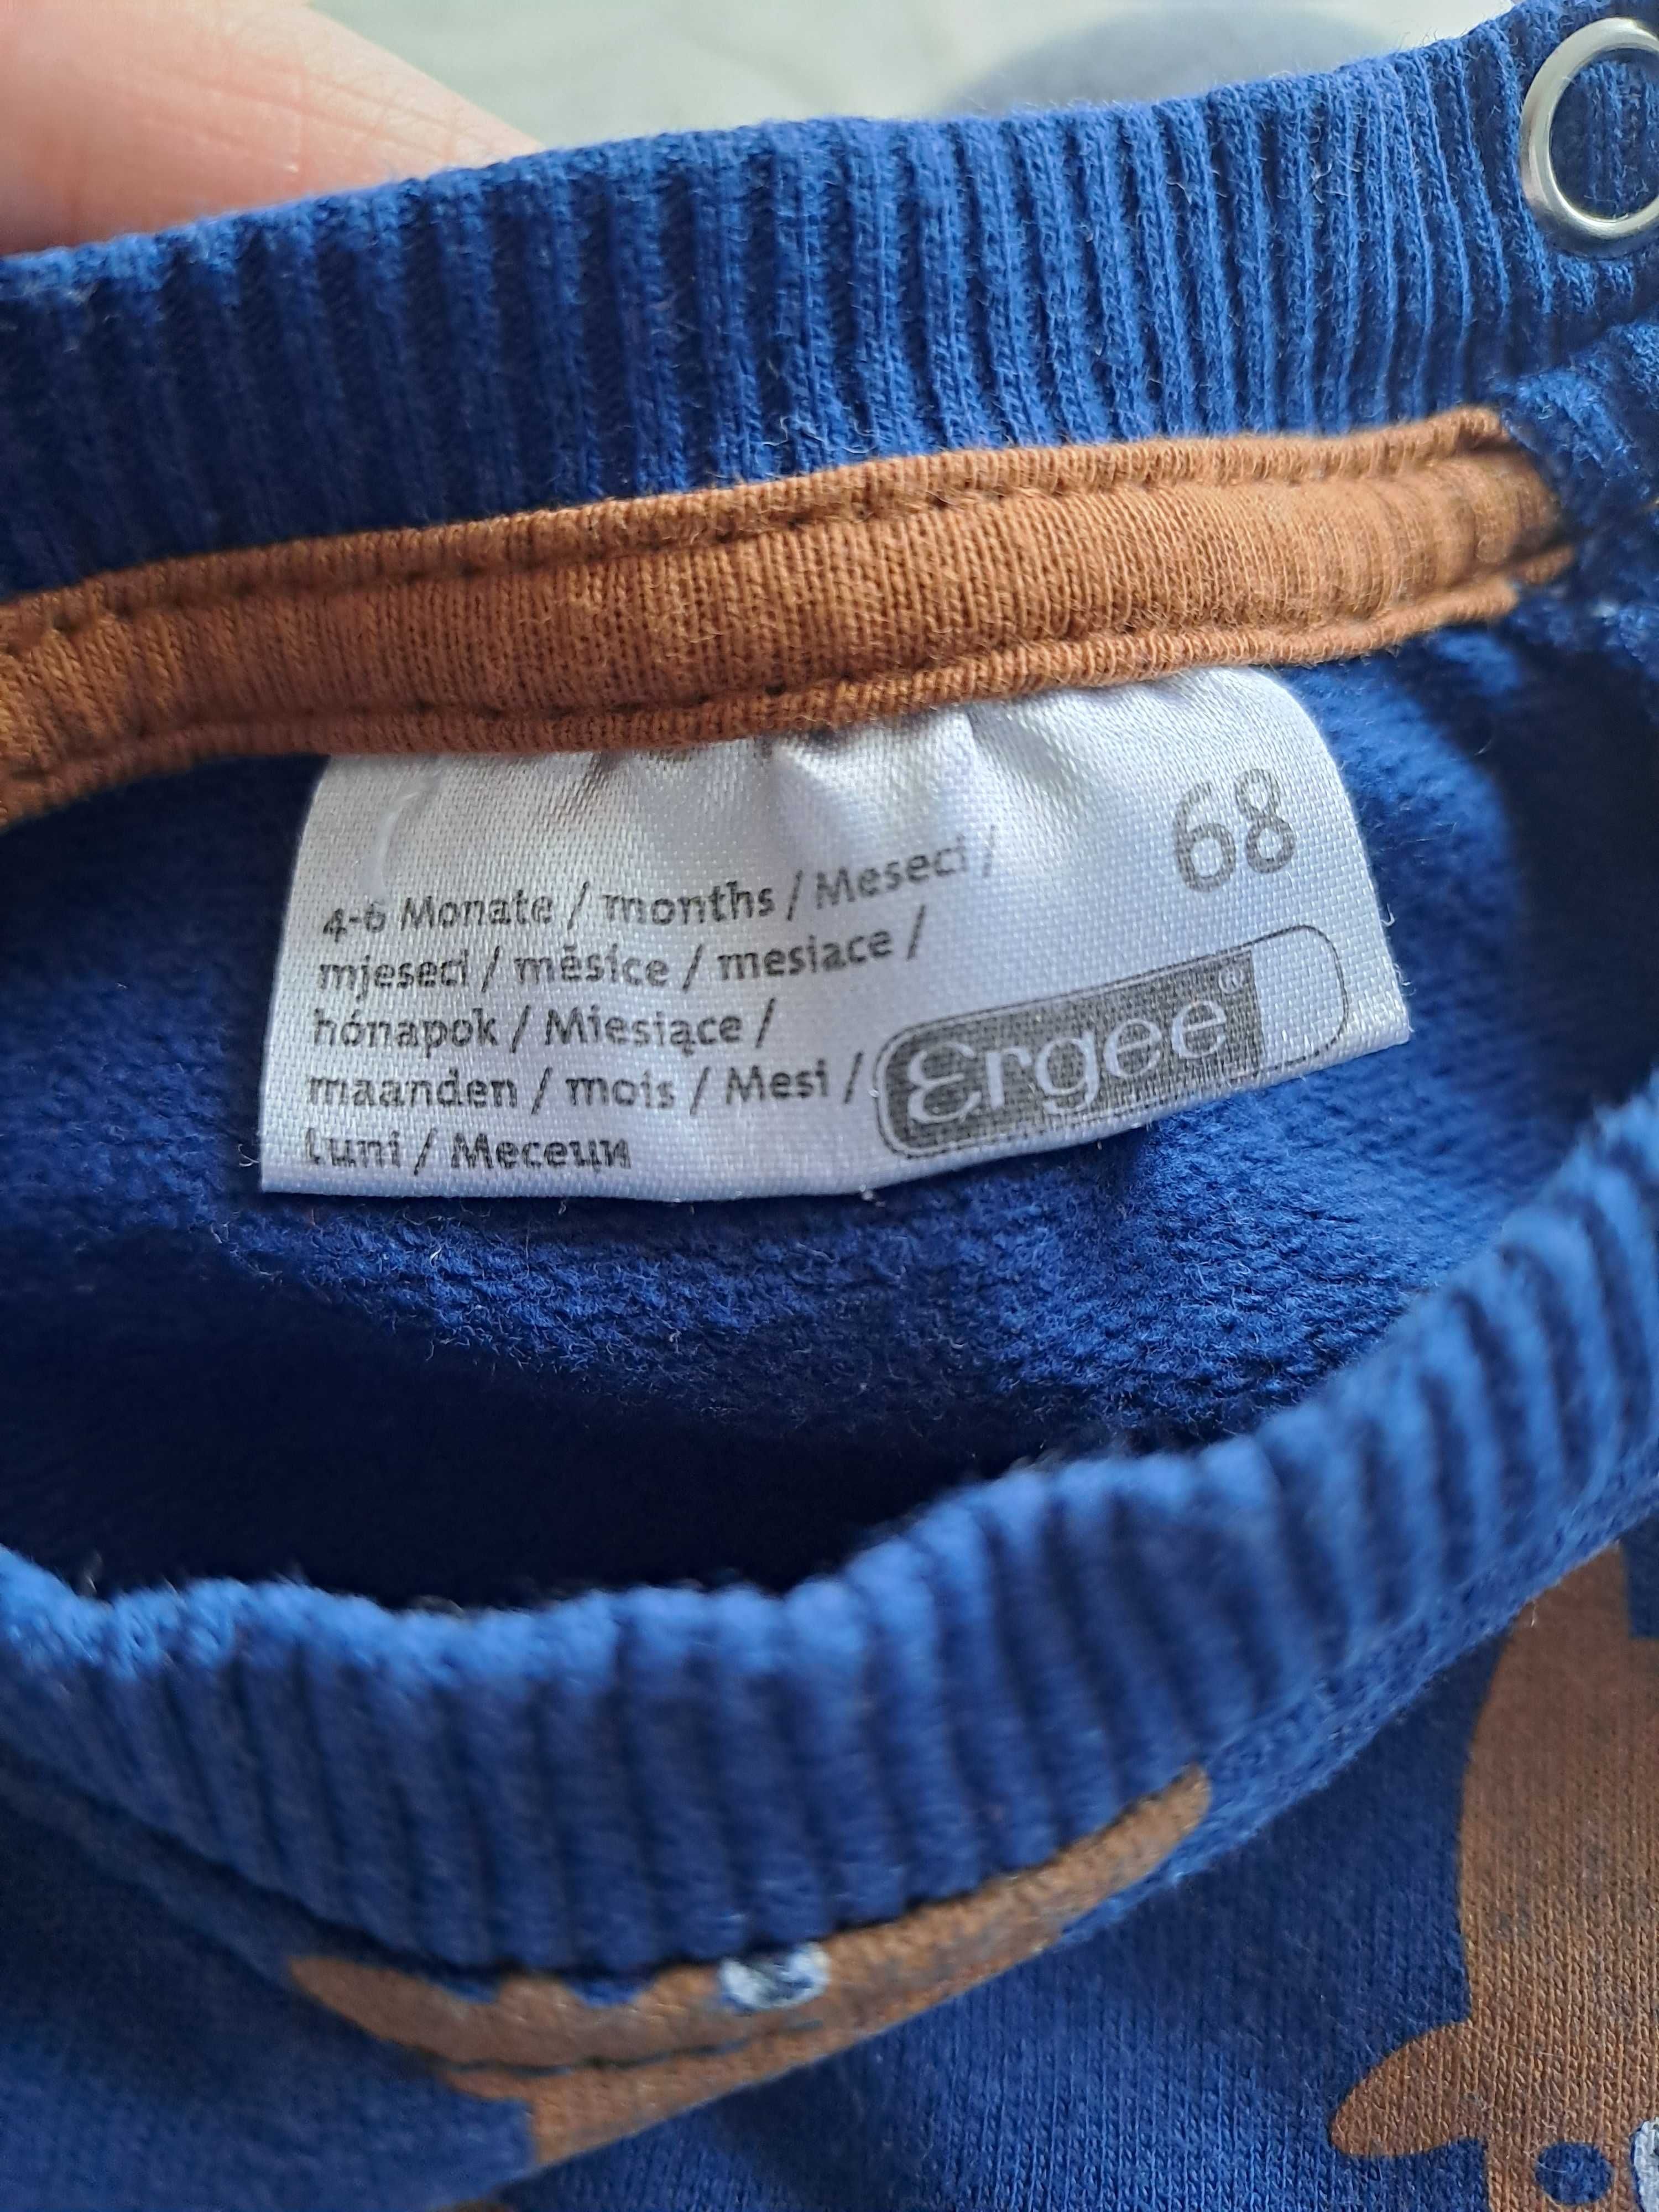 68
4-6 Monate / months / Meseci /
mjeseci / měsíce / mesiace /
hónapok / Miesiące /
maanden / mois / Mesi /
Luni / Месеци
Ergee®